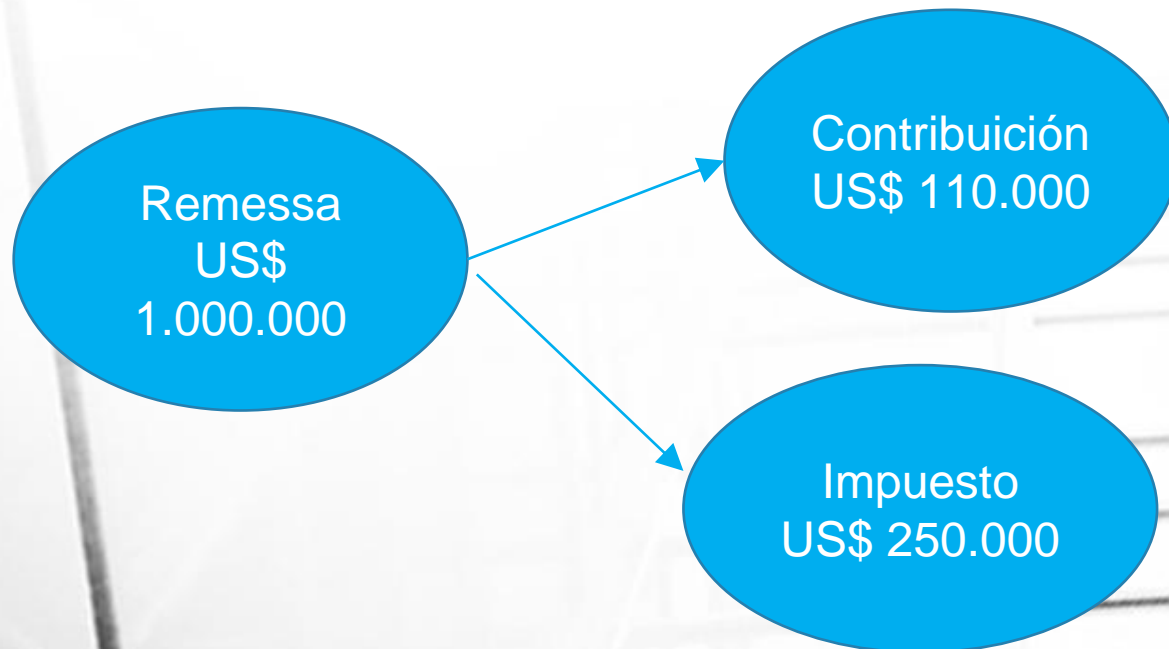 Remessa
US$
1.000.000
Contribuición
US$ 110.000
Impuesto
US$ 250.000